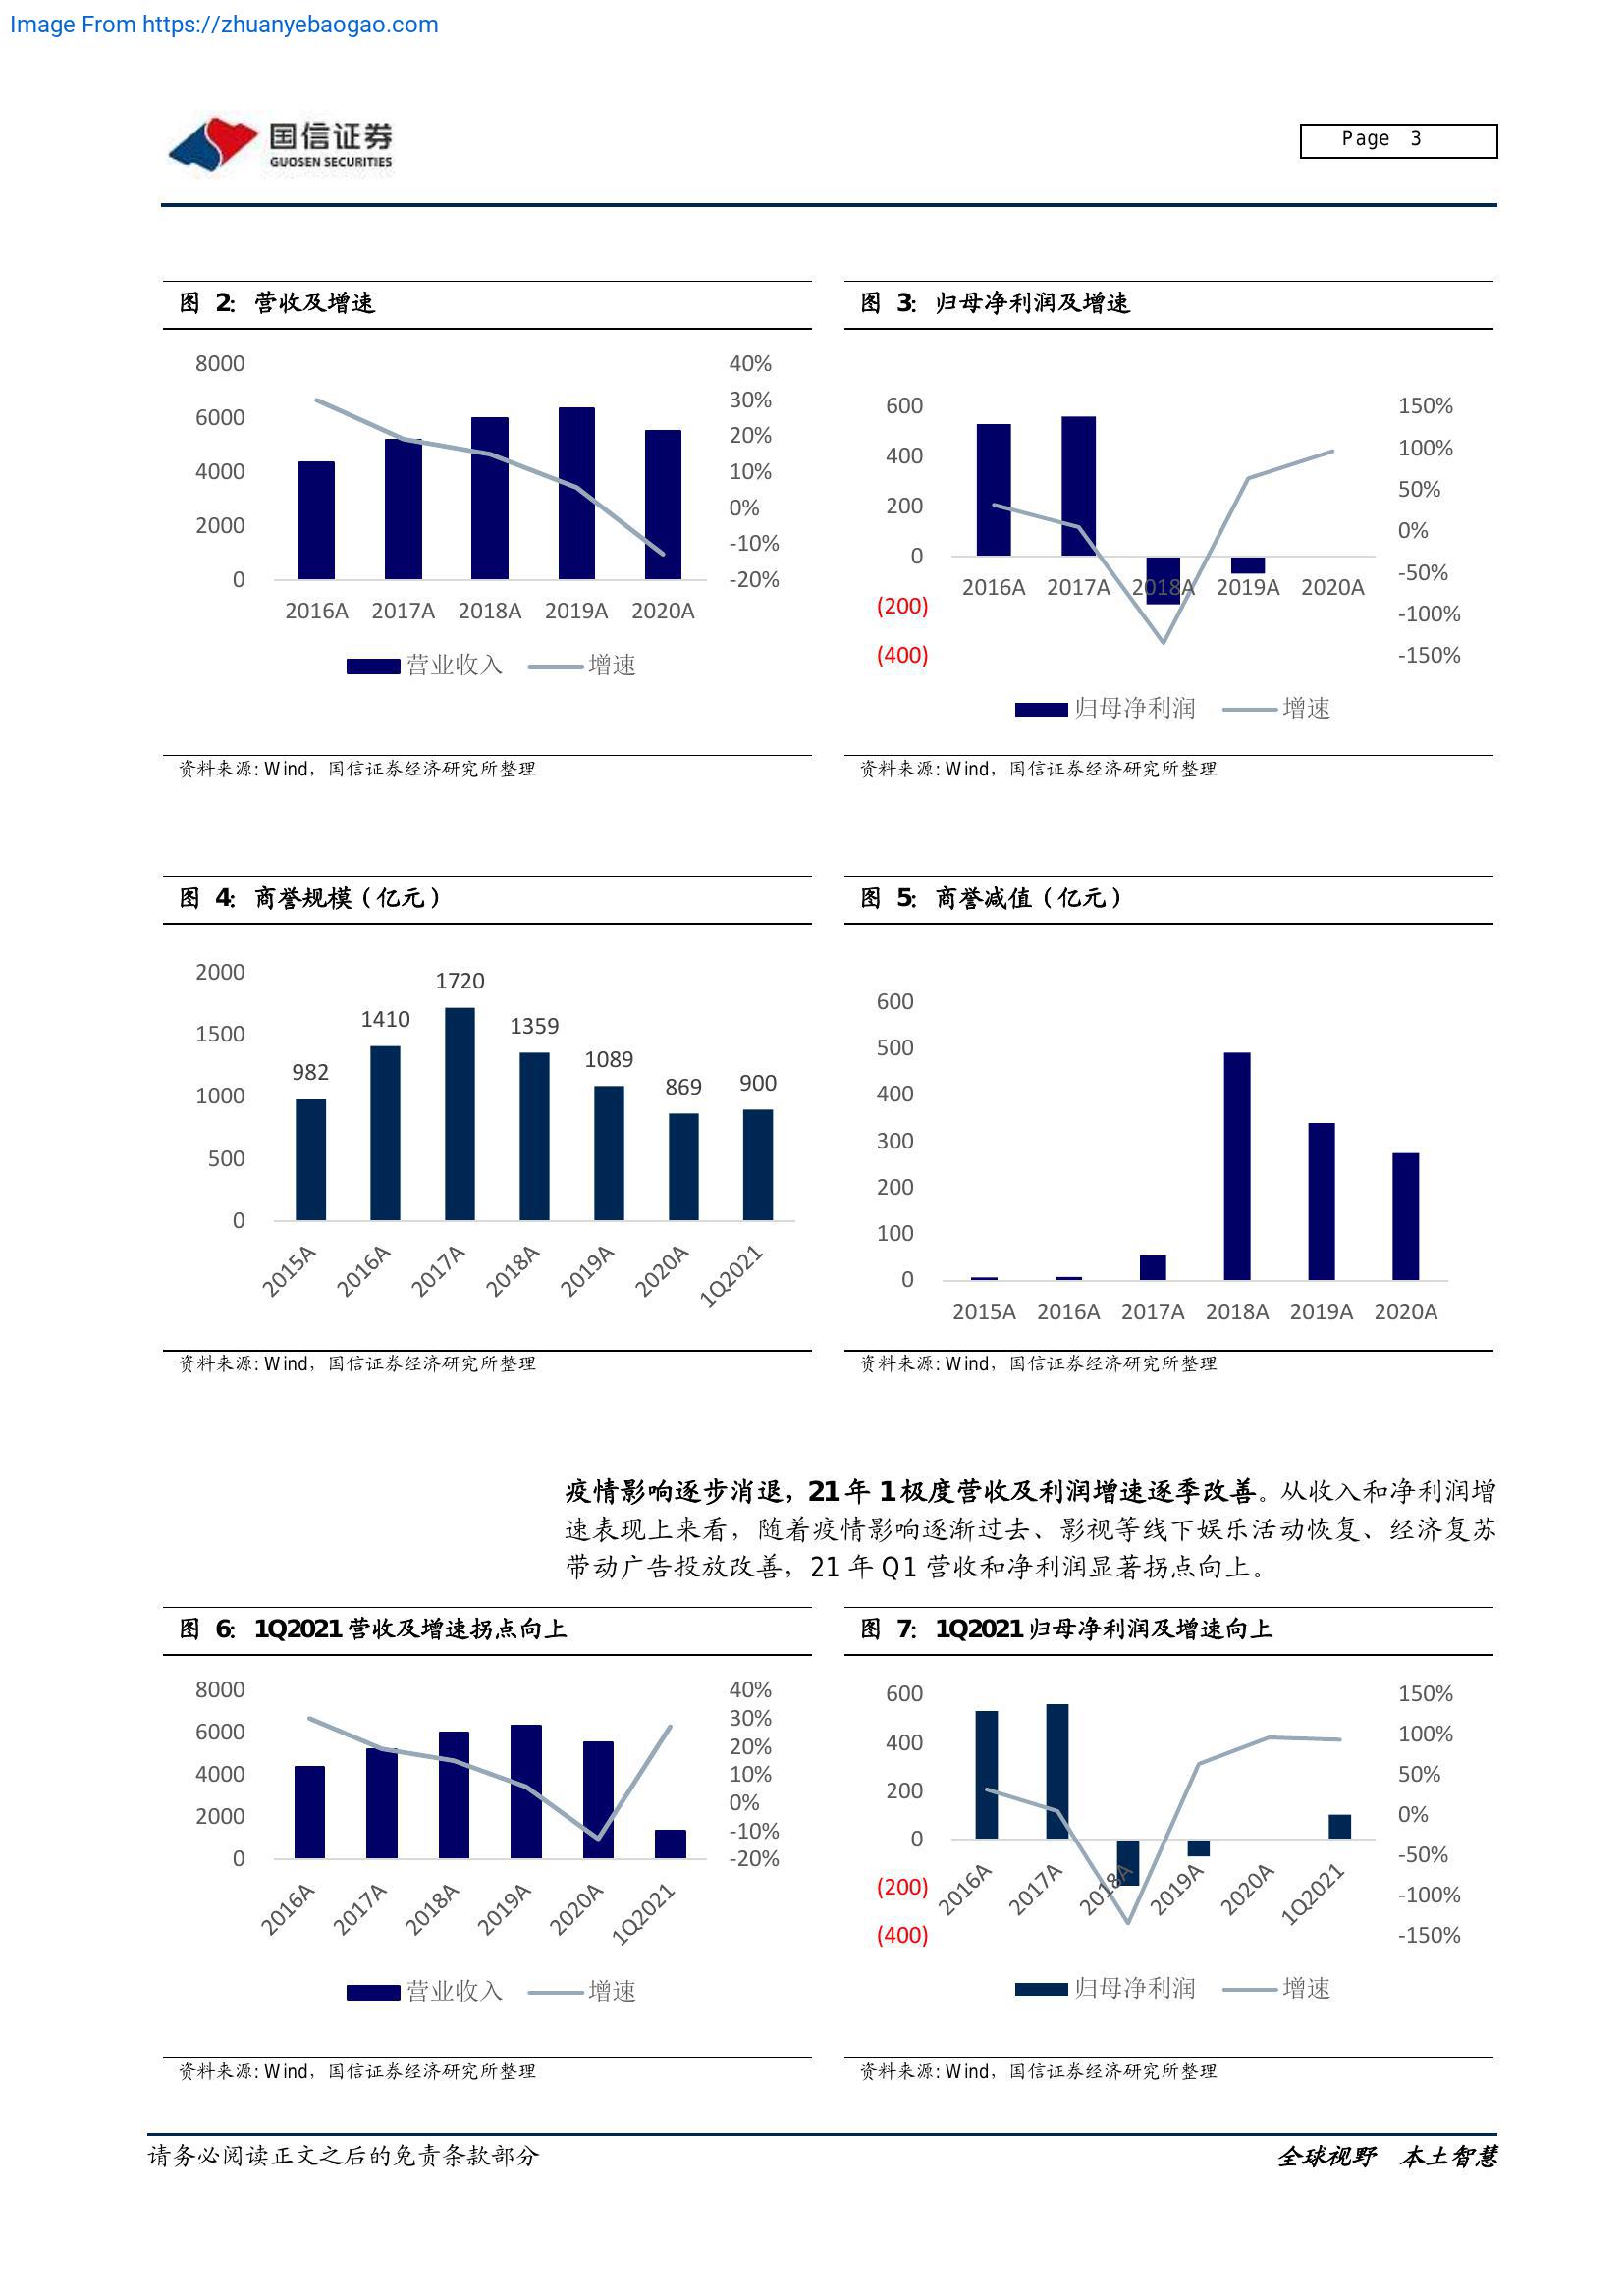 Image From https://zhuanyebaogao.com
国信证券
GUOSEN SECURITIES
Page 3
图 2：营收及增速
8000
6000
4000
2000
0
40%
30%
20%
10%
0%
-10%
-20%
2016A 2017A 2018A 2019A 2020A
营业收入 增速
资料来源：Wind，国信证券经济研究所整理
图 3：归母净利润及增速
600
400
200
0
(200)
(400)
150%
100%
50%
0%
-50%
-100%
-150%
2016A 2017A 2018A 2019A 2020A
归母净利润 增速
资料来源：Wind，国信证券经济研究所整理
图 4：商誉规模（亿元）
2000
1500
1000
500
0
982
1410
1720
1359
1089
869
900
2015A 2016A 2017A 2018A 2019A 2020A 1Q2021
资料来源：Wind，国信证券经济研究所整理
图 5：商誉减值（亿元）
600
500
400
300
200
100
0
2015A 2016A 2017A 2018A 2019A 2020A
资料来源：Wind，国信证券经济研究所整理
疫情影响逐步消退，21 年 1 极度营收及利润增速逐季改善。从收入和净利润增
速表现上来看，随着疫情影响逐渐过去、影视等线下娱乐活动恢复、经济复苏
带动广告投放改善，21 年 Q1 营收和净利润显著拐点向上。
图 6：1Q2021 营收及增速拐点向上
8000
6000
4000
2000
0
40%
30%
20%
10%
0%
-10%
-20%
2016A 2017A 2018A 2019A 2020A 1Q2021
营业收入 增速
资料来源：Wind，国信证券经济研究所整理
图 7：1Q2021 归母净利润及增速向上
600
400
200
0
(200)
(400)
150%
100%
50%
0%
-50%
-100%
-150%
2016A 2017A 2018A 2019A 2020A 1Q2021
归母净利润 增速
资料来源：Wind，国信证券经济研究所整理
请务必阅读正文之后的免责条款部分
全球视野 本土智慧